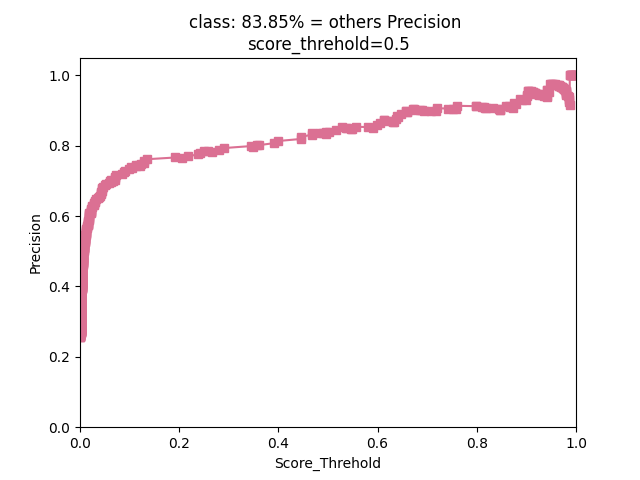 class: 83.85% = others Precision
score_threhold=0.5
1.0
0.8
0.6
0.4
0.2
0.0
Precision
0.0 0.2 0.4 0.6 0.8 1.0
Score_Threhold